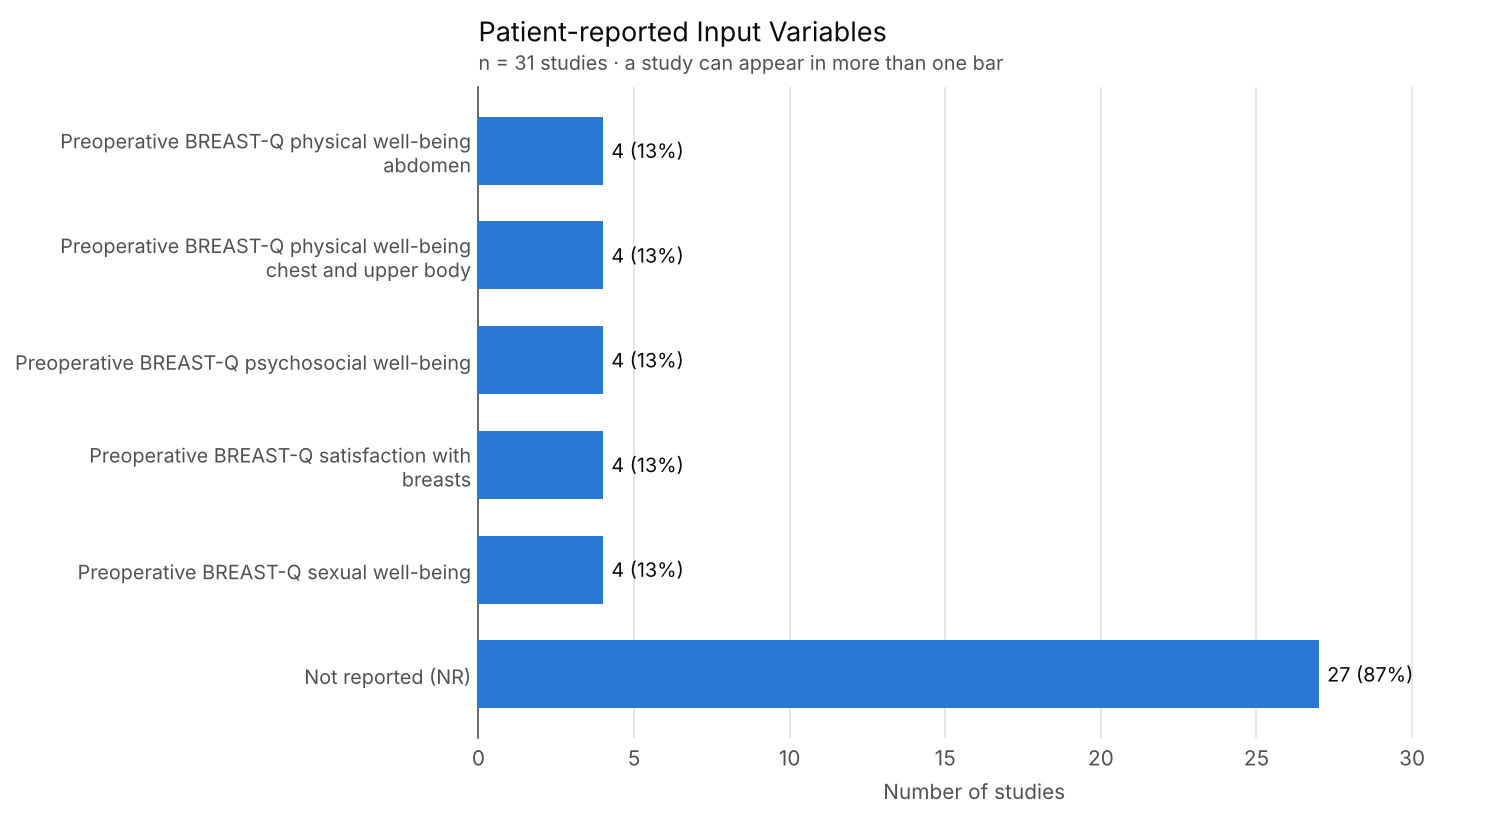 Patient-reported Input Variables
n = 31 studies · a study can appear in more than one bar
Preoperative BREAST-Q physical well-being
abdomen
4 (13%)
Preoperative BREAST-Q physical well-being
chest and upper body
4 (13%)
Preoperative BREAST-Q psychosocial well-being
4 (13%)
Preoperative BREAST-Q satisfaction with
breasts
4 (13%)
Preoperative BREAST-Q sexual well-being
4 (13%)
Not reported (NR)
27 (87%)
0 5 10 15 20 25 30
Number of studies